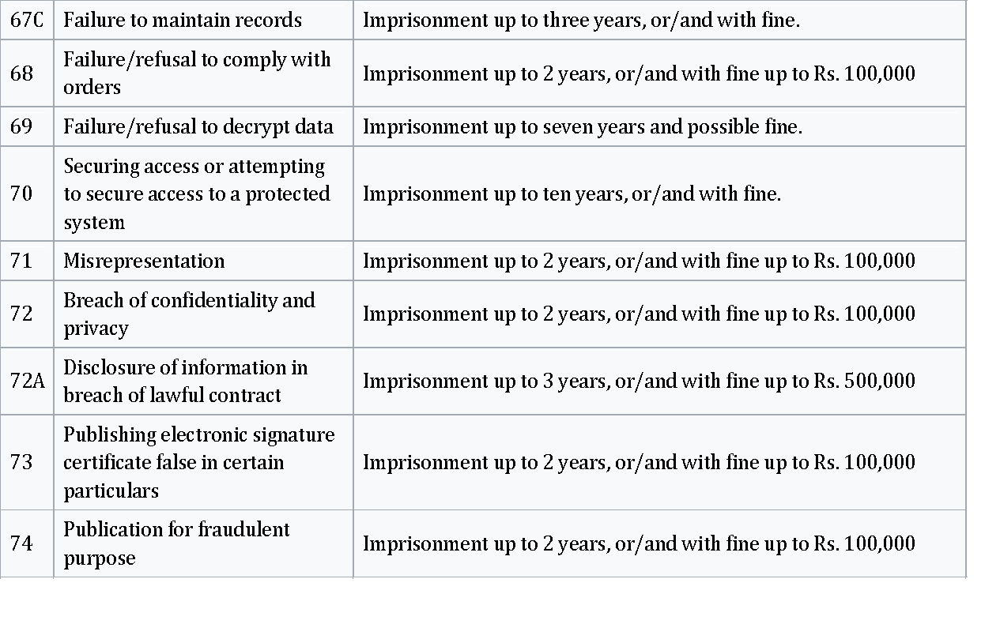 67C Failure to maintain records Imprisonment up to three years, or/and with fine.
68 Failure/refusal to comply with orders Imprisonment up to 2 years, or/and with fine up to Rs. 100,000
69 Failure/refusal to decrypt data Imprisonment up to seven years and possible fine.
70 Securing access or attempting to secure access to a protected system Imprisonment up to ten years, or/and with fine.
71 Misrepresentation Imprisonment up to 2 years, or/and with fine up to Rs. 100,000
72 Breach of confidentiality and privacy Imprisonment up to 2 years, or/and with fine up to Rs. 100,000
72A Disclosure of information in breach of lawful contract Imprisonment up to 3 years, or/and with fine up to Rs. 500,000
73 Publishing electronic signature certificate false in certain particulars Imprisonment up to 2 years, or/and with fine up to Rs. 100,000
74 Publication for fraudulent purpose Imprisonment up to 2 years, or/and with fine up to Rs. 100,000